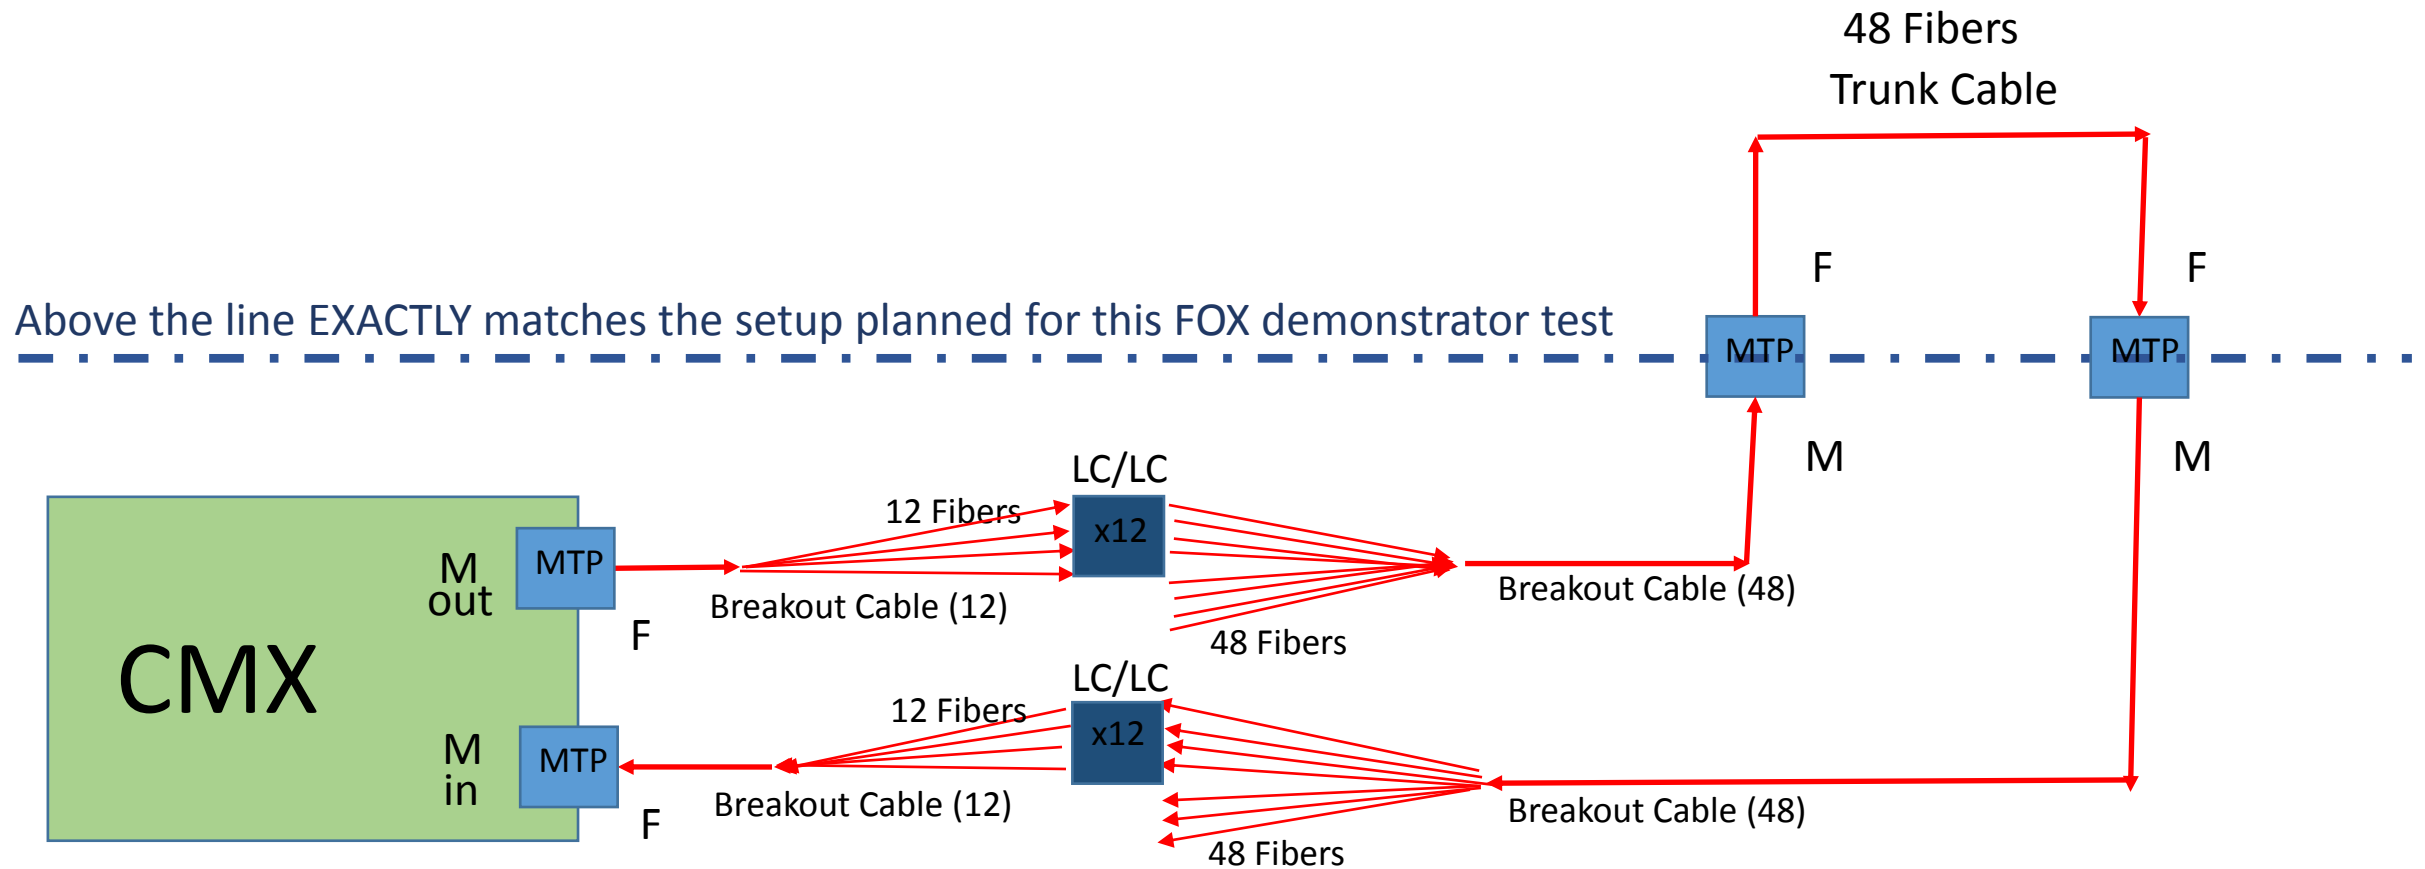 48 Fibers
Trunk Cable
F
F
Above the line EXACTLY matches the setup planned for this FOX demonstrator test
MTP
MTP
M
M
LC/LC
12 Fibers
x12
M
out
MTP
Breakout Cable (12)
Breakout Cable (48)
F
48 Fibers
CMX
LC/LC
12 Fibers
x12
M
in
MTP
Breakout Cable (12)
Breakout Cable (48)
F
48 Fibers